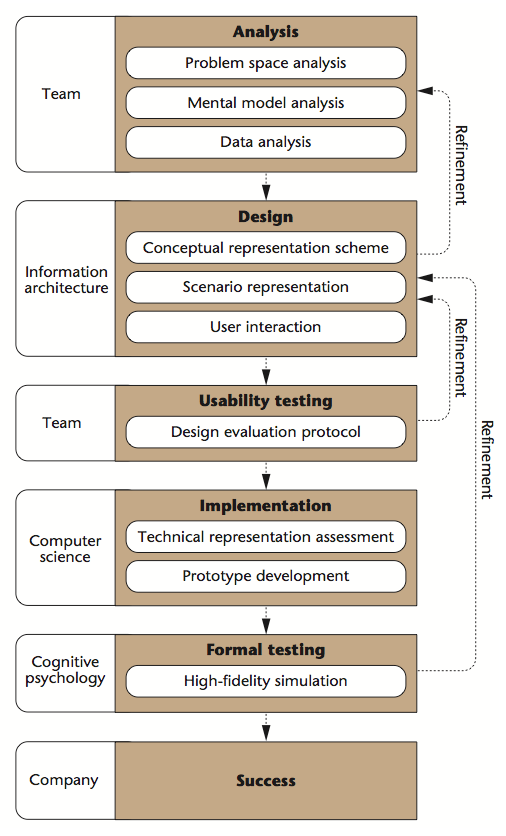 Team
Analysis
Problem space analysis
Mental model analysis
Data analysis
Refinement
Information
architecture
Design
Conceptual representation scheme
Scenario representation
User interaction
Refinement
Refinement
Team
Usability testing
Design evaluation protocol
Computer
science
Implementation
Technical representation assessment
Prototype development
Cognitive
psychology
Formal testing
High-fidelity simulation
Company
Success